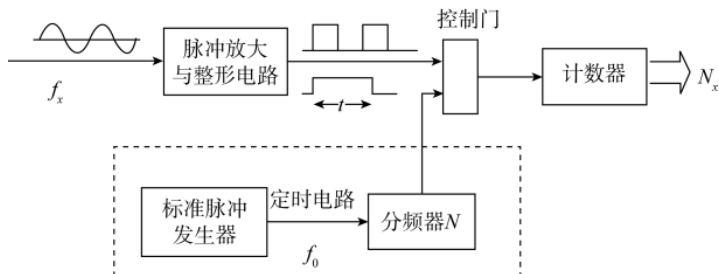 控制门
脉冲放大
与整形电路
计数器
f_x
t
N_x
标准脉冲
发生器
定时电路
f_0
分频器N